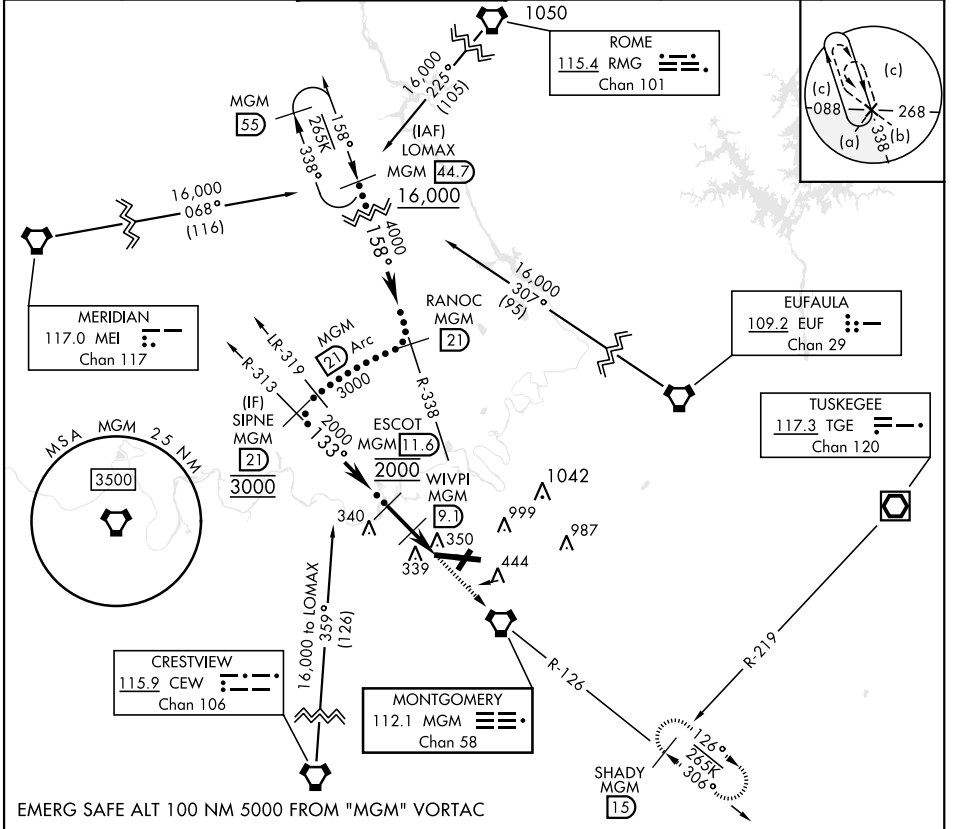 1050
ROME
115.4 RMG
Chan 101
16,000
225°
(105)
MGM
55
265K
158°
338°
(IAF)
LOMAX
MGM 44.7
16,000
(c)
(c)
088
268
(a)
338
(b)
16,000
068°
(116)
4000
158°
16,000
307°
(95)
MERIDIAN
117.0 MEI
Chan 117
RANOC
MGM
21
EUFAULA
109.2 EUF
Chan 29
MGM
21 Arc
3000
LR-319
R-313
R-338
(IF)
SIPNE
MGM
21
3000
2000
133°
ESCOT
MGM 11.6
2000
TUSKEGEE
117.3 TGE
Chan 120
MSA MGM 25 NM
3500
WIVPI
MGM
9.1
1042
999
987
340
350
339
444
16,000 to LOMAX
359°
(126)
R-219
R-126
CRESTVIEW
115.9 CEW
Chan 106
MONTGOMERY
112.1 MGM
Chan 58
126°
265K
306°
SHADY
MGM
15
EMERG SAFE ALT 100 NM 5000 FROM "MGM" VORTAC